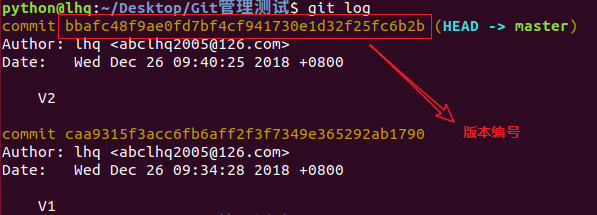 python@lhq:~/Desktop/Git管理测试$ git log
commit bbafc48f9ae0fd7bf4cf941730e1d32f25fc6b2b (HEAD -> master)
Author: lhq <abclhq2005@126.com>
Date:   Wed Dec 26 09:40:25 2018 +0800
V2
版本编号
commit caa9315f3acc6fb6aff2f3f7349e365292ab1790
Author: lhq <abclhq2005@126.com>
Date:   Wed Dec 26 09:34:28 2018 +0800
V1